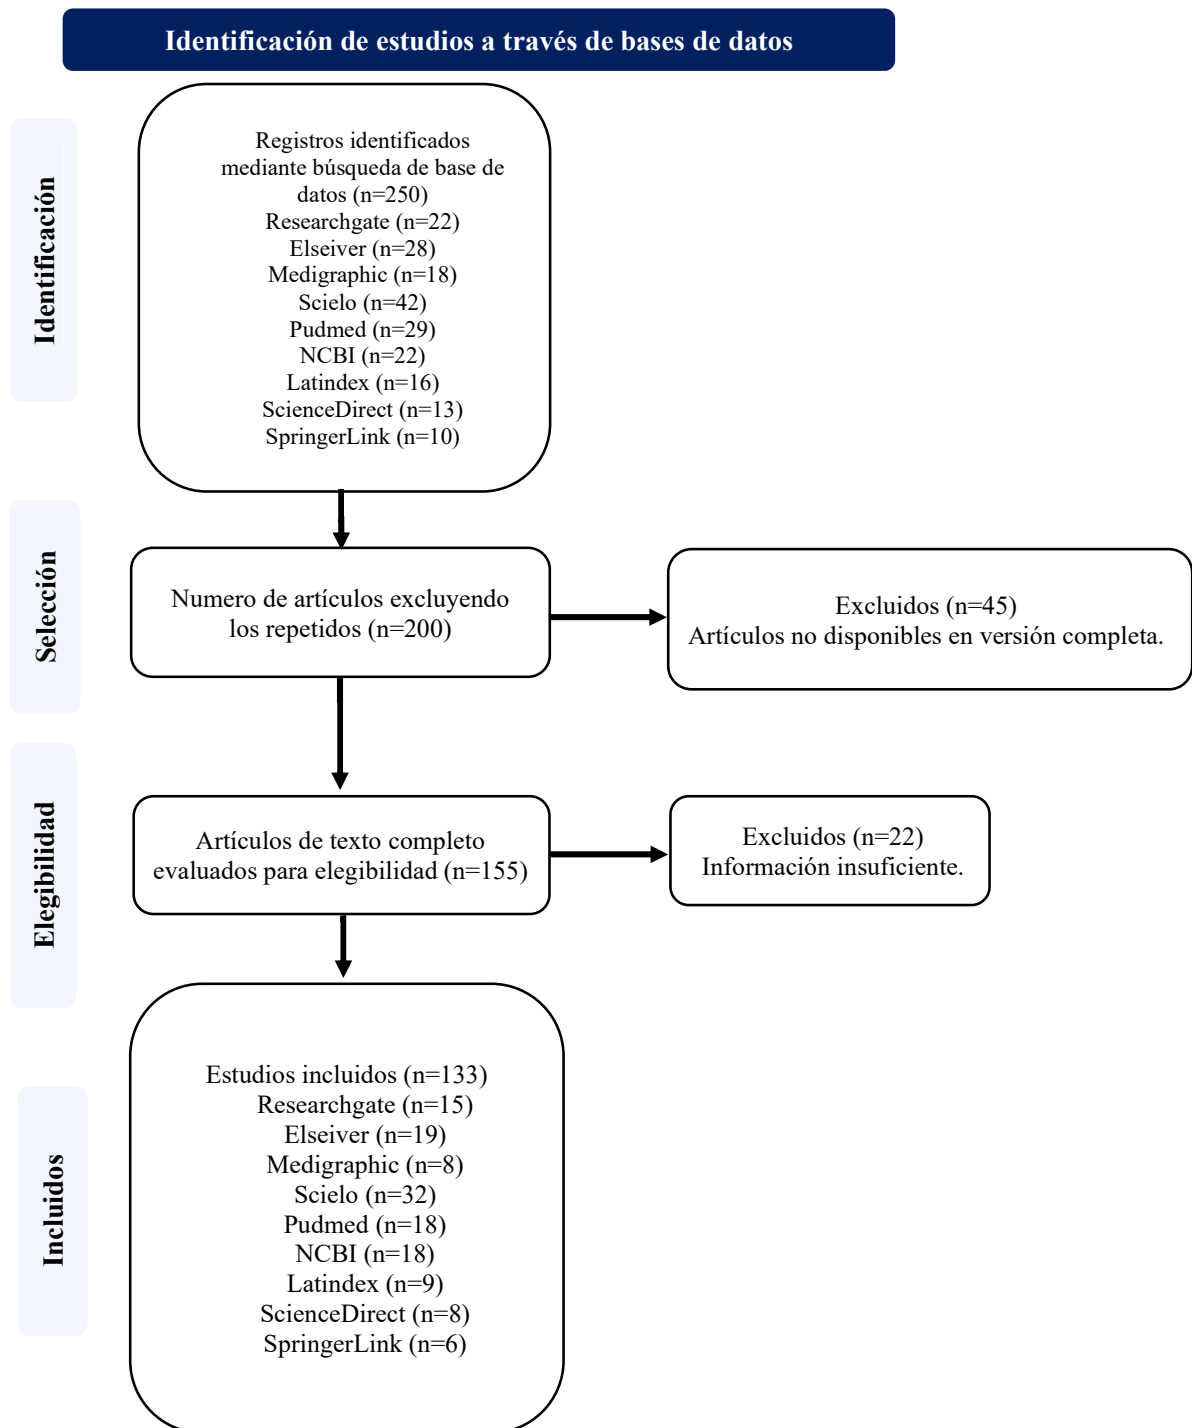 Identificación de estudios a través de bases de datos
Identificación
Registros identificados
mediante búsqueda de base de
datos (n=250)
Researchgate (n=22)
Elseiver (n=28)
Medigraphic (n=18)
Scielo (n=42)
Pudmed (n=29)
NCBI (n=22)
Latindex (n=16)
ScienceDirect (n=13)
SpringerLink (n=10)
Selección
Numero de artículos excluyendo
los repetidos (n=200)
Excluidos (n=45)
Artículos no disponibles en versión completa.
Elegibilidad
Artículos de texto completo
evaluados para elegibilidad (n=155)
Excluidos (n=22)
Información insuficiente.
Incluidos
Estudios incluidos (n=133)
Researchgate (n=15)
Elseiver (n=19)
Medigraphic (n=8)
Scielo (n=32)
Pudmed (n=18)
NCBI (n=18)
Latindex (n=9)
ScienceDirect (n=8)
SpringerLink (n=6)